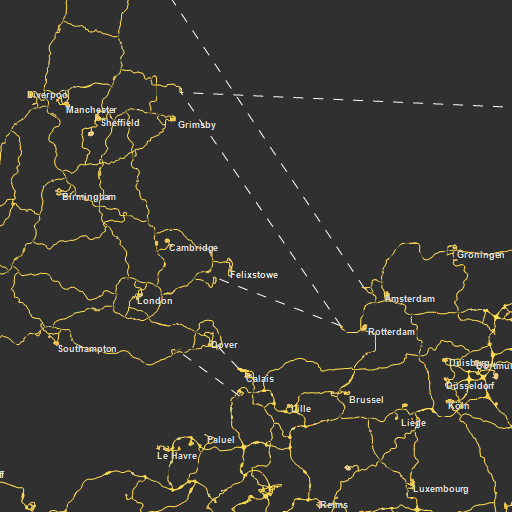 Liverpool
Manchester
Sheffield
Grimsby
Birmingham
Cambridge
Groningen
Felixstowe
London
Amsterdam
Rotterdam
Dover
Southampton
Duisburg
Calais
Düsseldorf
Brussel
Lille
Köln
Liège
Paluel
Le Havre
Luxembourg
Reims